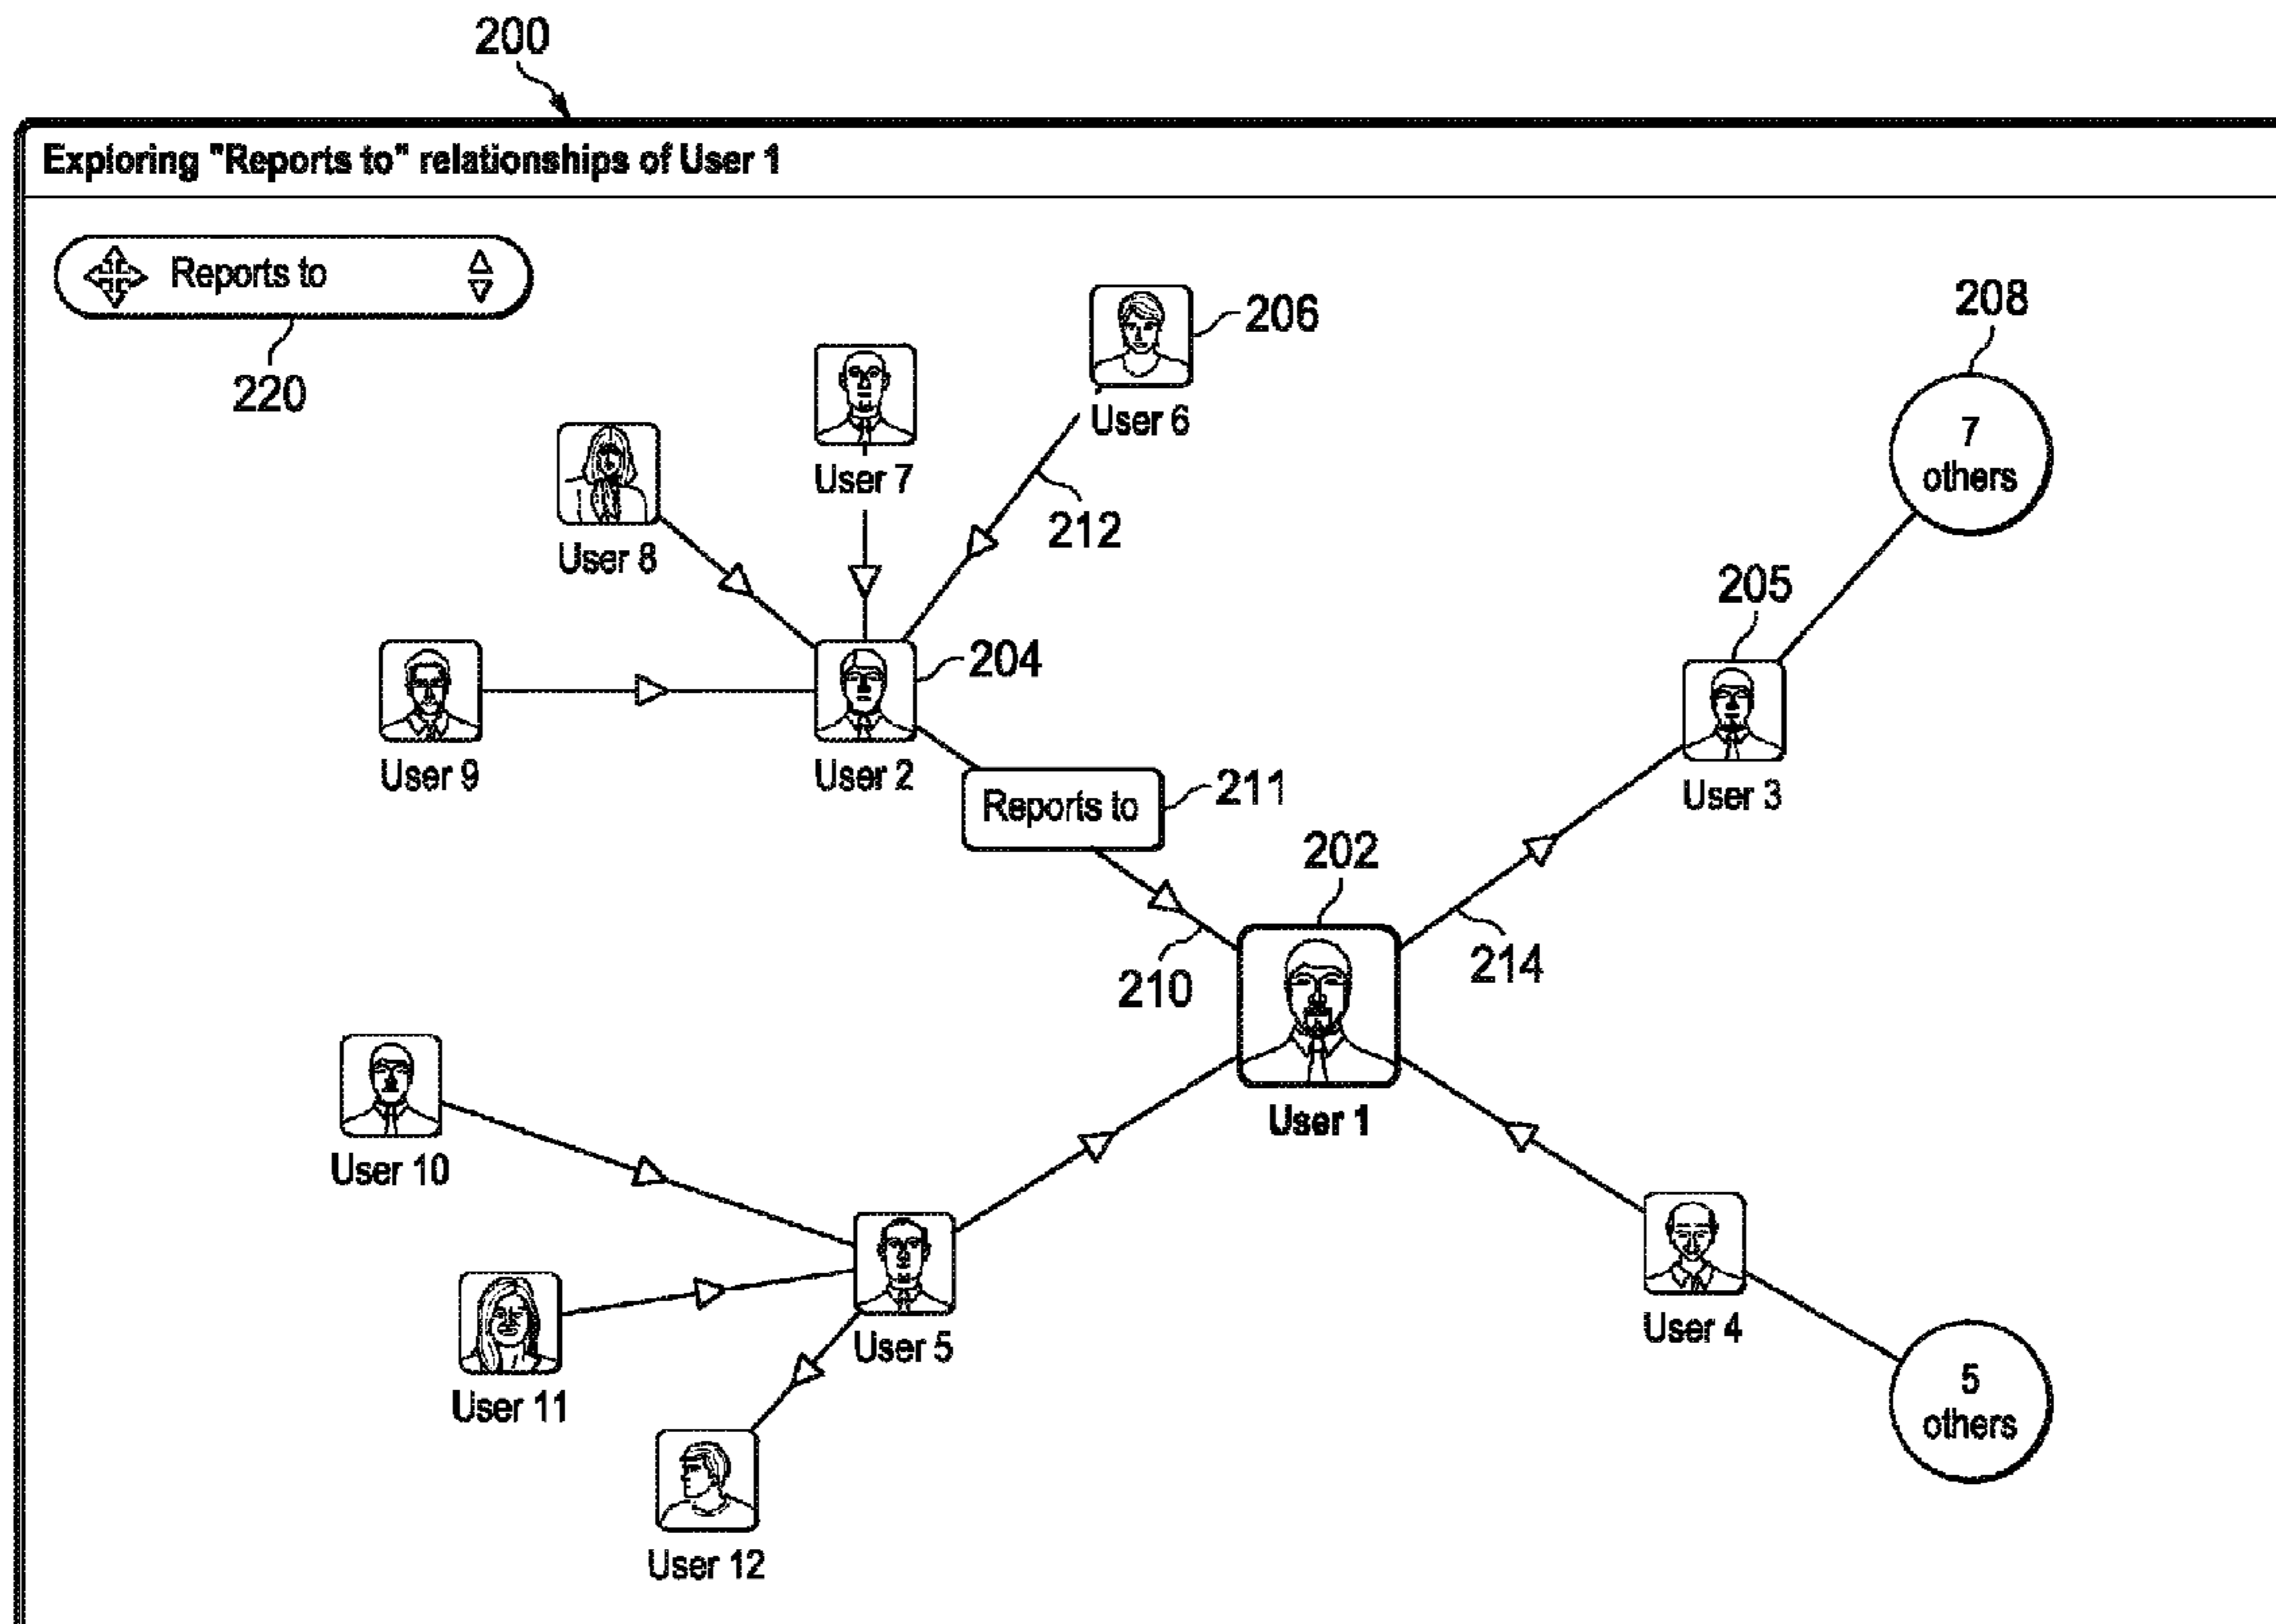 200
Exploring "Reports to" relationships of User 1
Reports to
220
206
User 6
208
7
others
User 7
User 8
212
205
204
User 9
User 2
User 3
Reports to
211
202
210
214
User 1
User 10
User 5
User 4
User 11
5
others
User 12